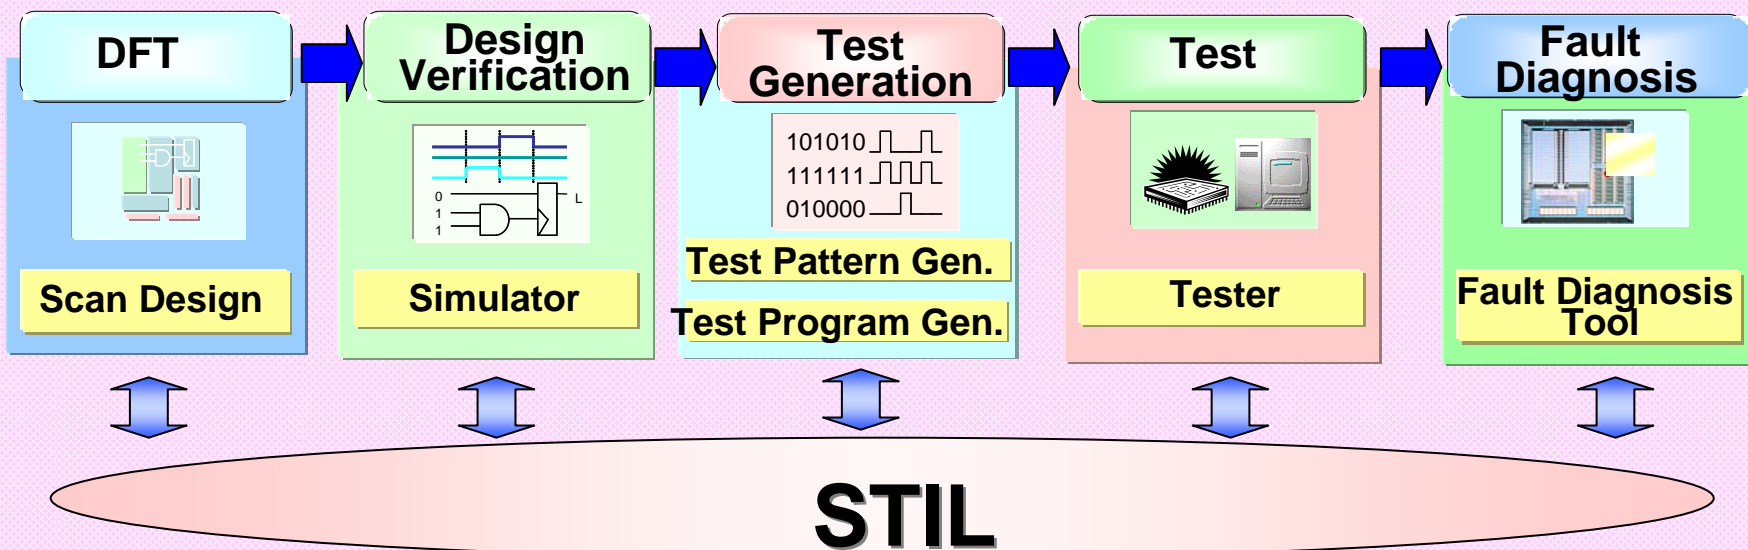 DFT
Design
Verification
Test
Generation
Test
Fault
Diagnosis
0
1
1
L
101010
111111
010000
Scan Design
Simulator
Test Pattern Gen.
Test Program Gen.
Tester
Fault Diagnosis
Tool
STIL